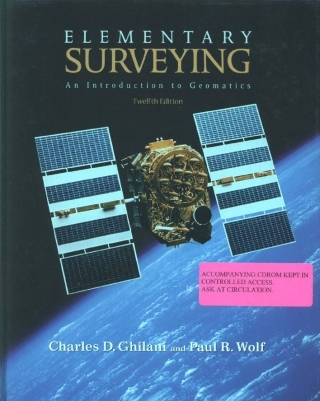 ELEMENTARY
SURVEYING
An Introduction to Geomatics
Twelfth Edition
ACCOMPANYING CDROM KEPT IN
CONTROLLED ACCESS.
ASK AT CIRCULATION.
Charles D. Ghilani and Paul R. Wolf